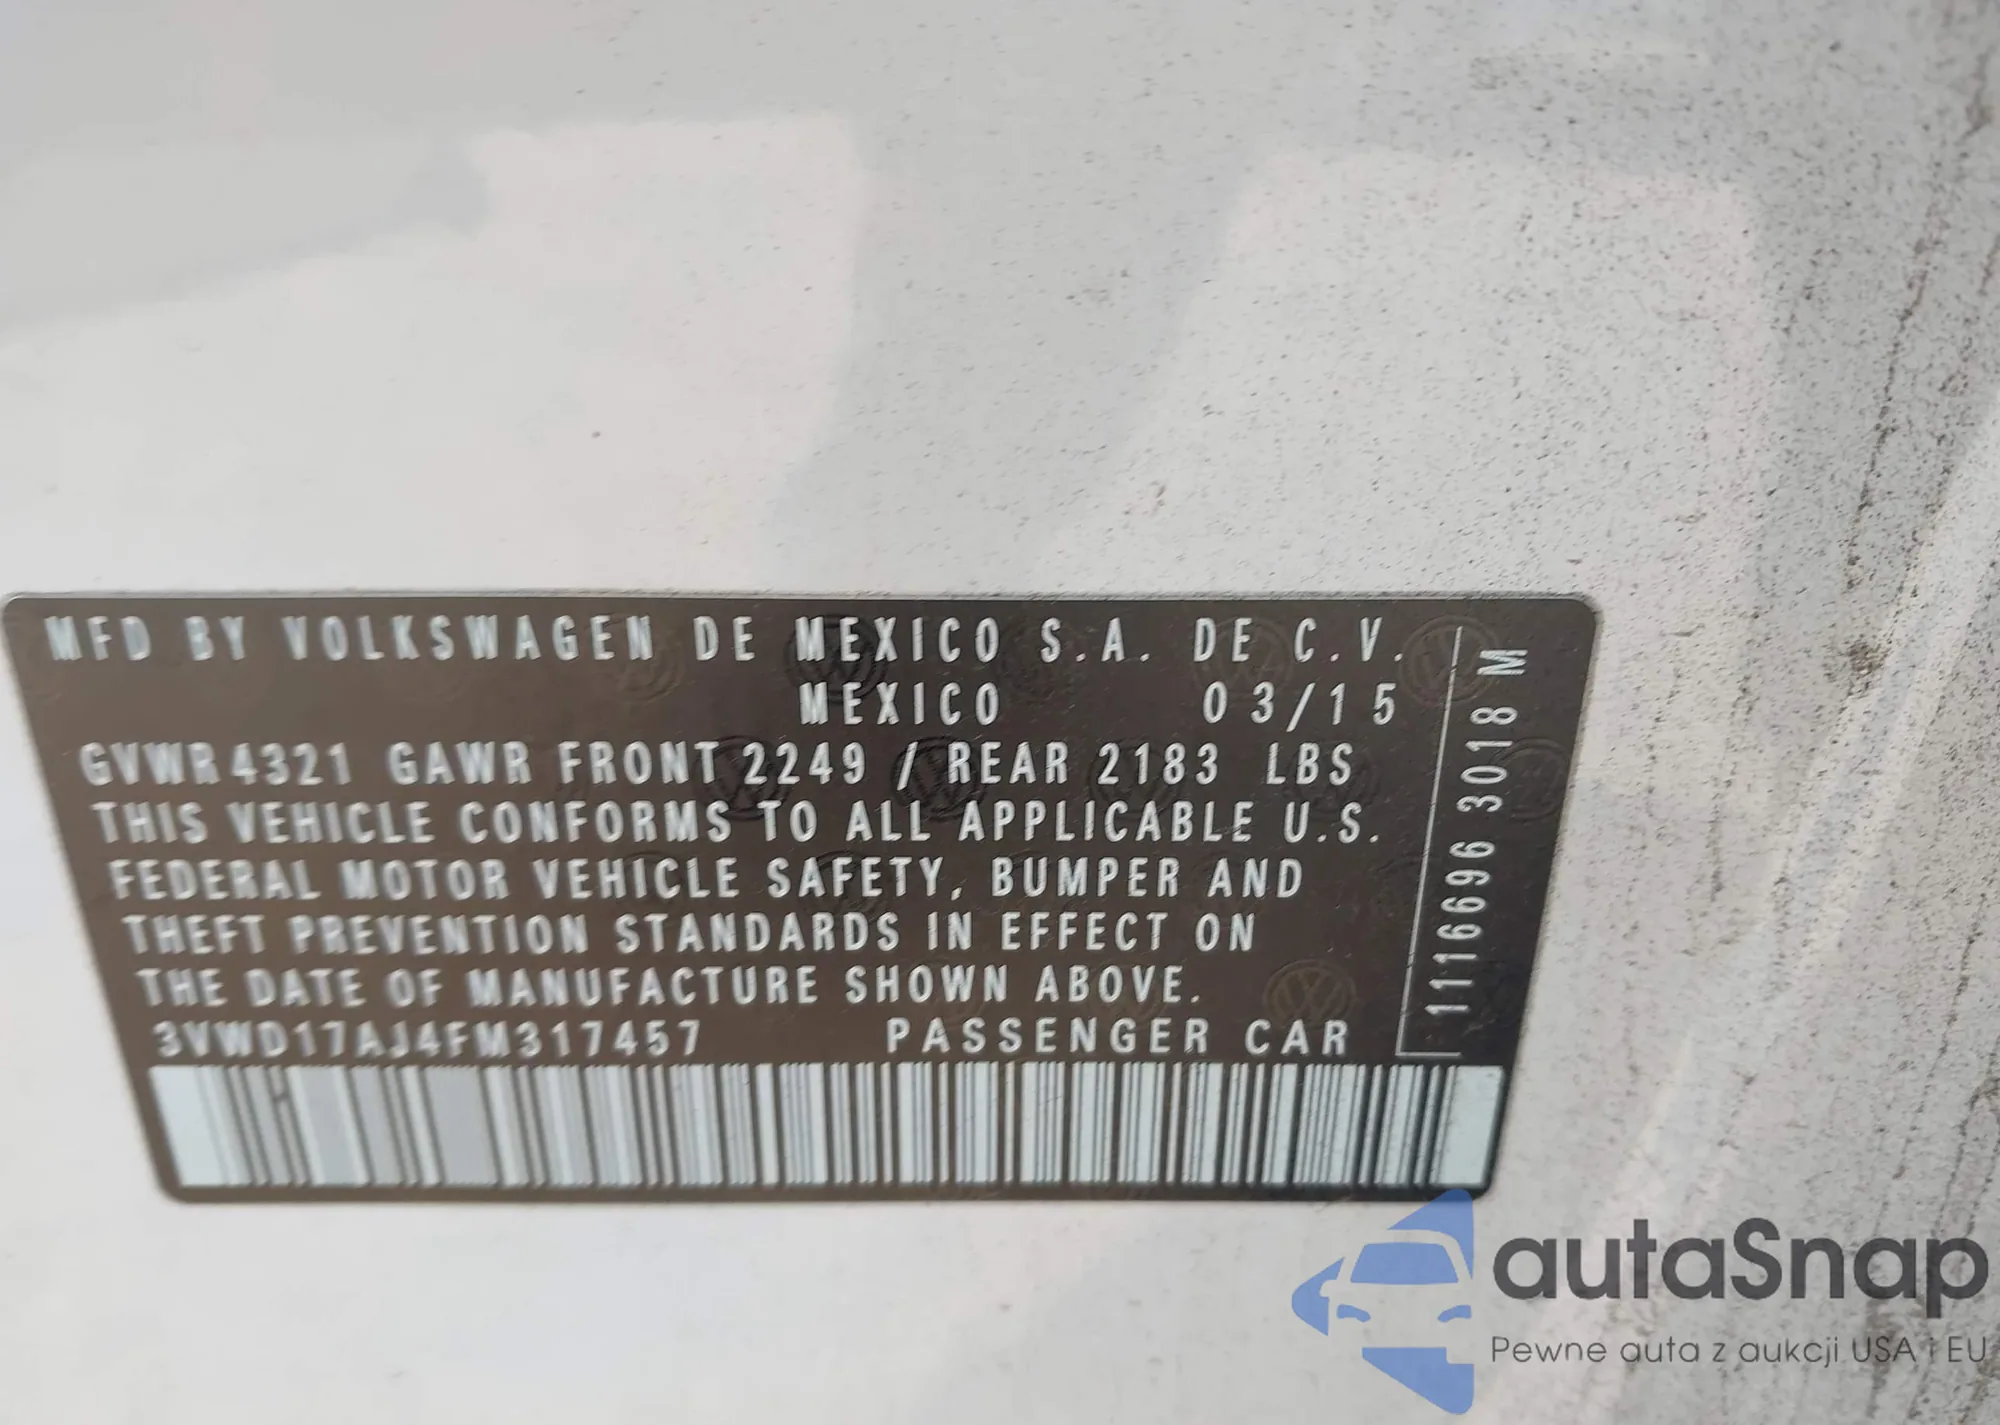 MFD BY VOLKSWAGEN DE MEXICO S.A. DE C.V.
MEXICO 03/15
GVWR 4321 GAWR FRONT 2249 / REAR 2183 LBS
THIS VEHICLE CONFORMS TO ALL APPLICABLE U.S.
FEDERAL MOTOR VEHICLE SAFETY, BUMPER AND
THEFT PREVENTION STANDARDS IN EFFECT ON
THE DATE OF MANUFACTURE SHOWN ABOVE.
3VWD17AJ4FM317457 PASSENGER CAR
1116696 3018 M
autaSnap
Pewne auta z aukcji USA i EU